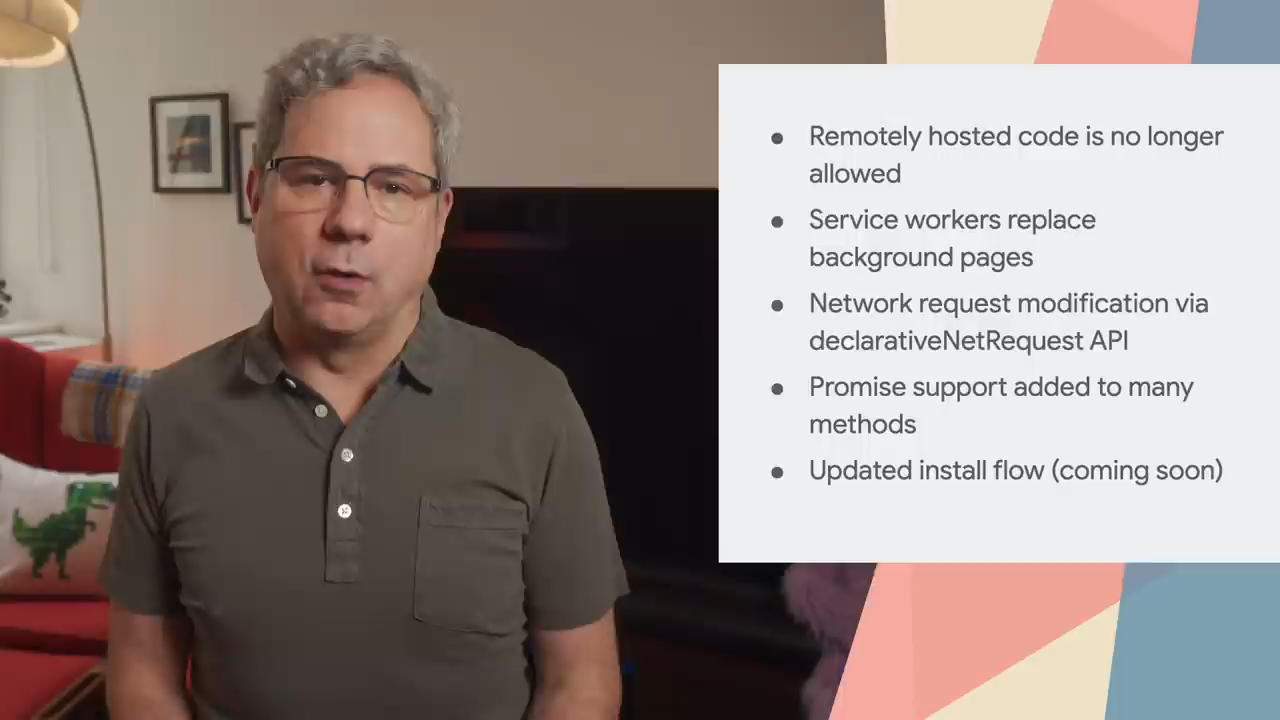 ● Remotely hosted code is no longer
allowed
● Service workers replace
background pages
● Network request modification via
declarativeNetRequest API
● Promise support added to many
methods
● Updated install flow (coming soon)